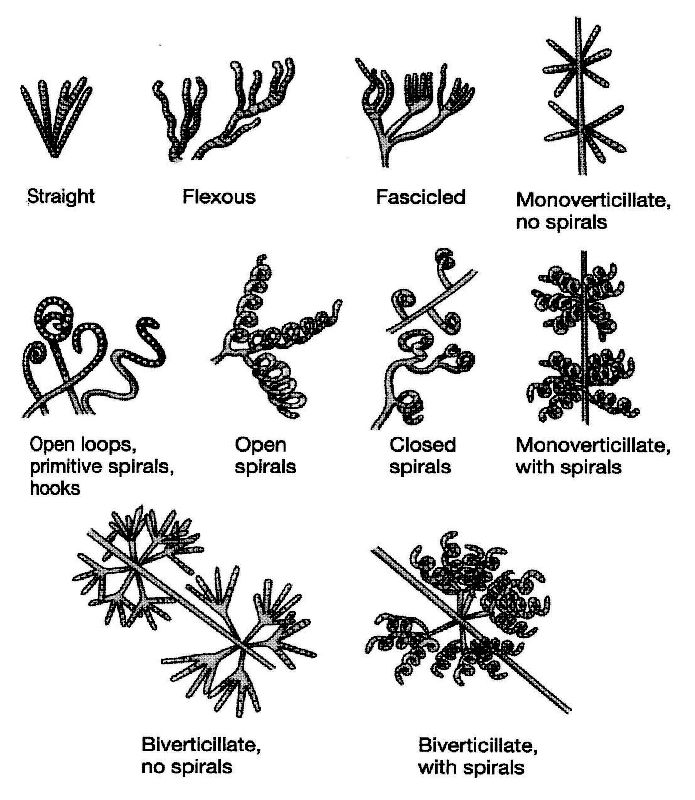 Straight
Flexous
Fascicled
Monoverticillate,
no spirals
Open loops,
primitive spirals,
hooks
Open
spirals
Closed
spirals
Monoverticillate,
with spirals
Biverticillate,
no spirals
Biverticillate,
with spirals